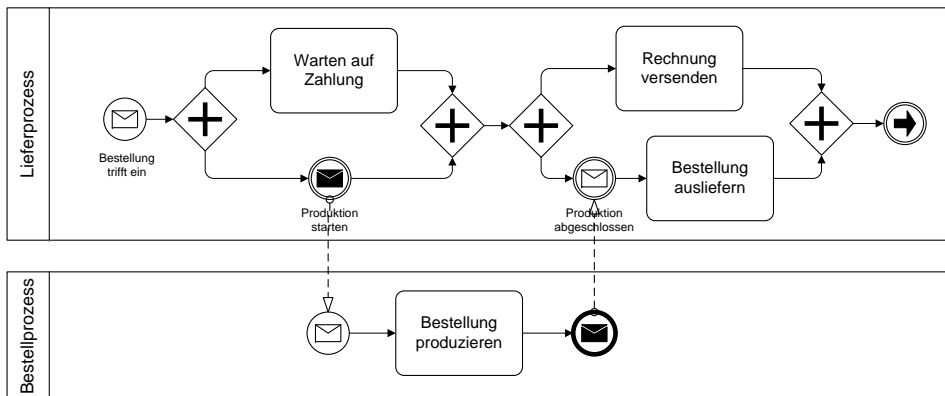 Lieferprozess
Warten auf
Zahlung
Rechnung
versenden
Bestellung
trifft ein
Produktion
starten
Produktion
abgeschlossen
Bestellung
ausliefern
Bestellprozess
Bestellung
produzieren